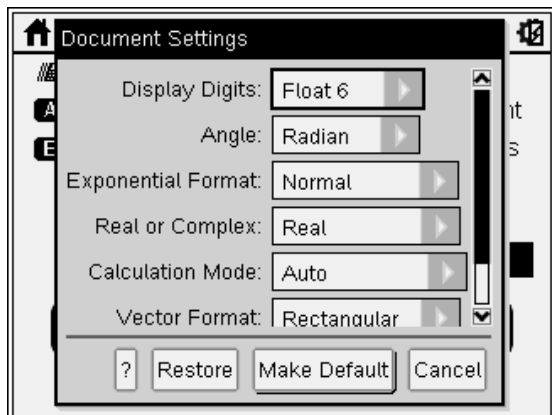 Document Settings
Display Digits: Float 6
Angle: Radian
Exponential Format: Normal
Real or Complex: Real
Calculation Mode: Auto
Vector Format: Rectangular
? Restore Make Default Cancel